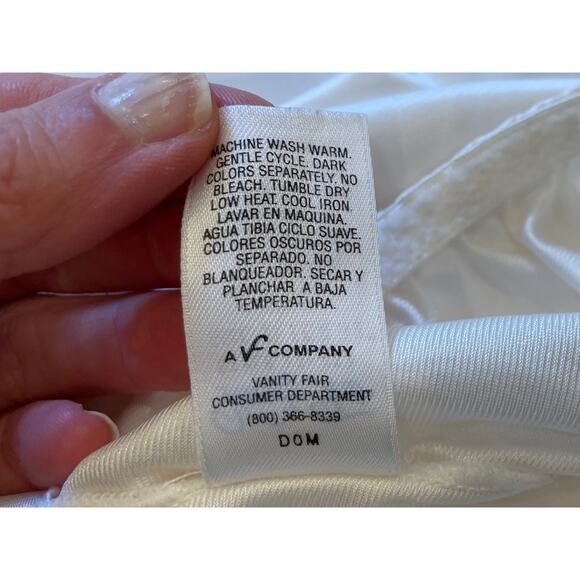 MACHINE WASH WARM.
GENTLE CYCLE. DARK
COLORS SEPARATELY. NO
BLEACH. TUMBLE DRY
LOW HEAT. COOL IRON.
LAVAR EN MAQUINA.
AGUA TIBIA CICLO SUAVE.
COLORES OSCUROS POR
SEPARADO. NO
BLANQUEADOR. SECAR Y
PLANCHAR A BAJA
TEMPERATURA.
A VF COMPANY
VANITY FAIR
CONSUMER DEPARTMENT
(800) 366-8339
DOM